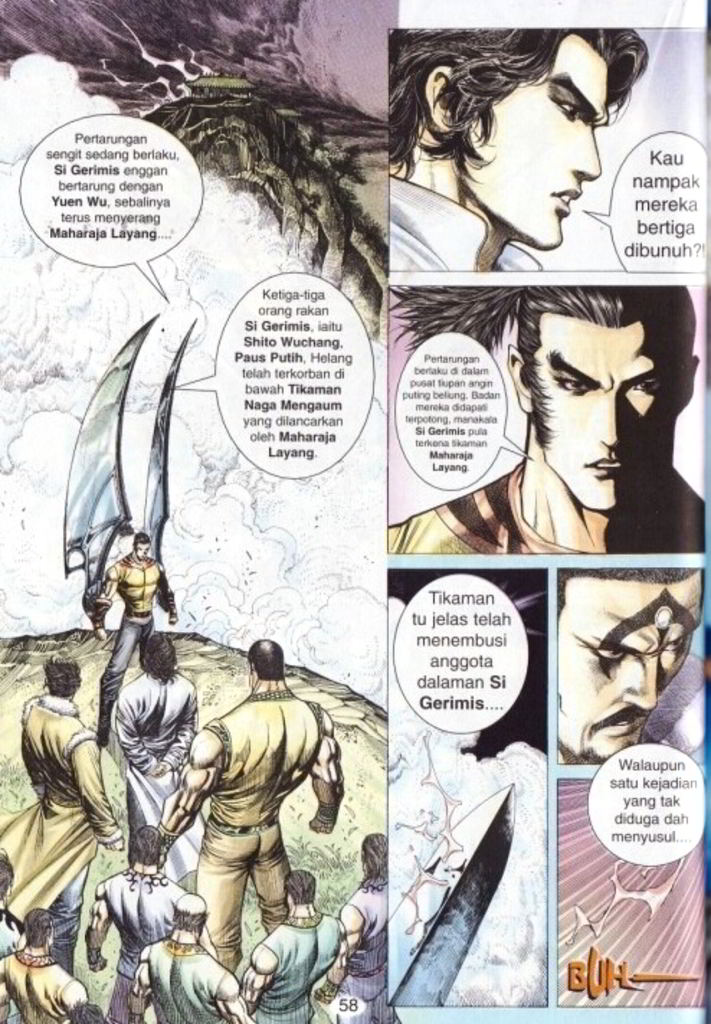 Pertarungan
sengit sedang berlaku,
Si Gerimis enggan
bertarung dengan
Yuen Wu, sebalinya
terus menyerang
Maharaja Layang....
Ketiga-tiga
orang rakan
Si Gerimis, iaitu
Shito Wuchang,
Paus Putih, Helang
telah terkorban di
bawah Tikaman
Naga Mengaum
yang dilancarkan
oleh Maharaja
Layang.
Kau
nampak
mereka
bertiga
dibunuh?!
Pertarungan
berlaku di dalam
pusat tiupan angin
puting beliung. Badan
mereka didapati
terpotong, manakala
Si Gerimis pula
terkena tikaman
Maharaja
Layang.
Tikaman
tu jelas telah
menembusi
anggota
dalaman Si
Gerimis....
Walaupun
satu kejadian
yang tak
diduga dah
menyusul....
BUH
58